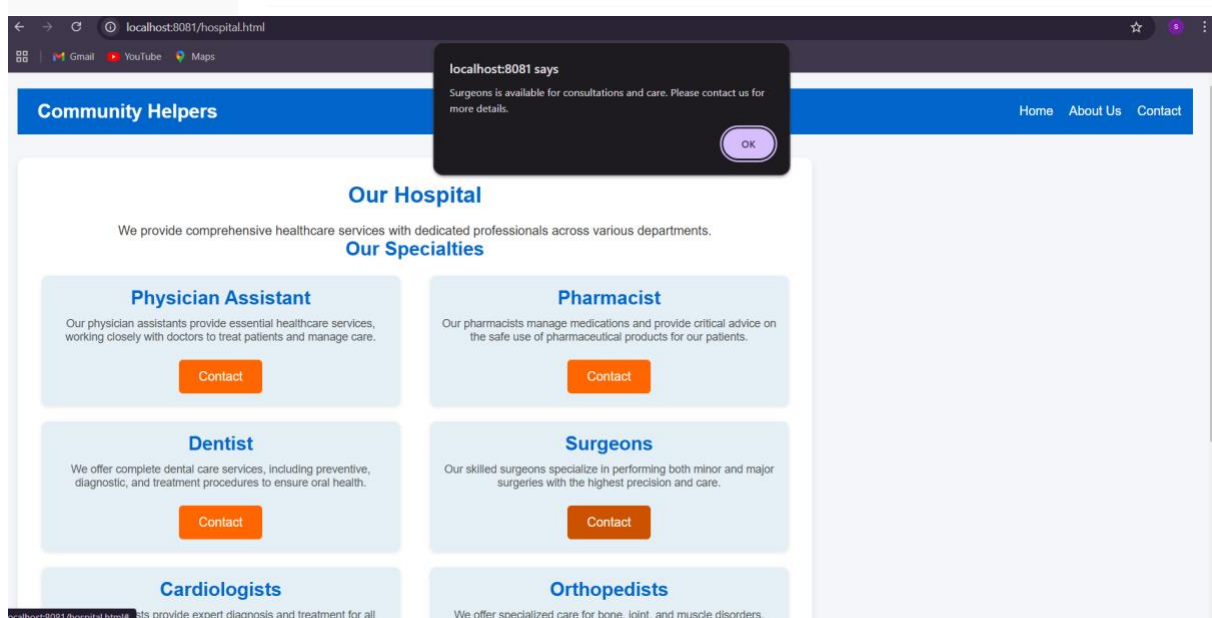 localhost:8081/hospital.html
S
Gmail YouTube Maps
localhost:8081 says
Surgeons is available for consultations and care. Please contact us for
more details.
OK
Community Helpers
Home About Us Contact
Our Hospital
We provide comprehensive healthcare services with dedicated professionals across various departments.
Our Specialties
Physician Assistant
Our physician assistants provide essential healthcare services,
working closely with doctors to treat patients and manage care.
Contact
Pharmacist
Our pharmacists manage medications and provide critical advice on
the safe use of pharmaceutical products for our patients.
Contact
Dentist
We offer complete dental care services, including preventive,
diagnostic, and treatment procedures to ensure oral health.
Contact
Surgeons
Our skilled surgeons specialize in performing both minor and major
surgeries with the highest precision and care.
Contact
Cardiologists
provide expert diagnosis and treatment for all
Orthopedists
We offer specialized care for bone, joint, and muscle disorders,